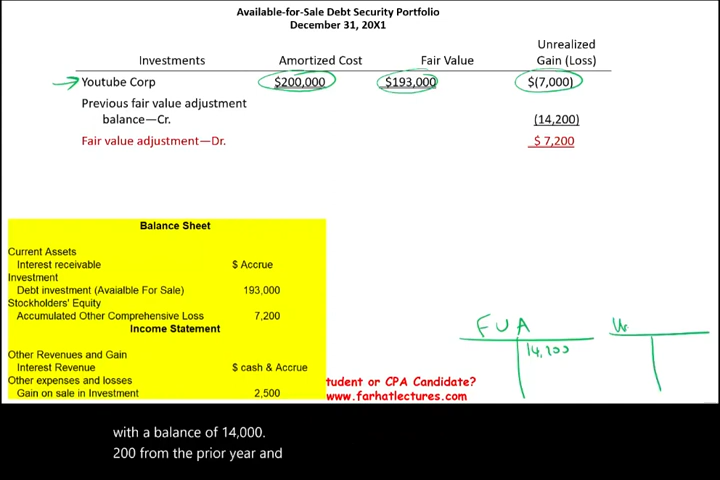 Available-for-Sale Debt Security Portfolio
December 31, 20X1
Unrealized
Investments Amortized Cost Fair Value Gain (Loss)
Youtube Corp $200,000 $193,000 $(7,000)
Previous fair value adjustment
balance—Cr. (14,200)
Fair value adjustment—Dr. $ 7,200
Balance Sheet
Current Assets
Interest receivable $ Accrue
Investment
Debt investment (Avaialble For Sale) 193,000
Stockholders' Equity
Accumulated Other Comprehensive Loss 7,200
Income Statement
Other Revenues and Gain
Interest Revenue $ cash & Accrue
Other expenses and losses
Gain on sale in Investment 2,500
FVA
14,200
tudent or CPA Candidate?
www.farhatlectures.com
with a balance of 14,000.
200 from the prior year and